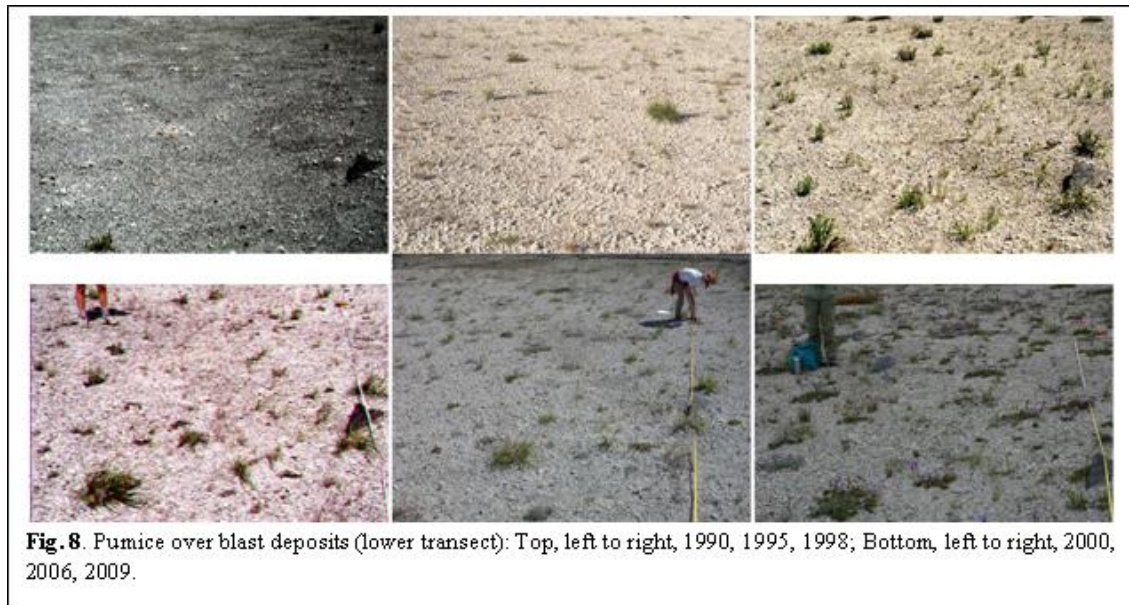 Fig. 8. Pumice over blast deposits (lower transect): Top, left to right, 1990, 1995, 1998; Bottom, left to right, 2000,
2006, 2009.